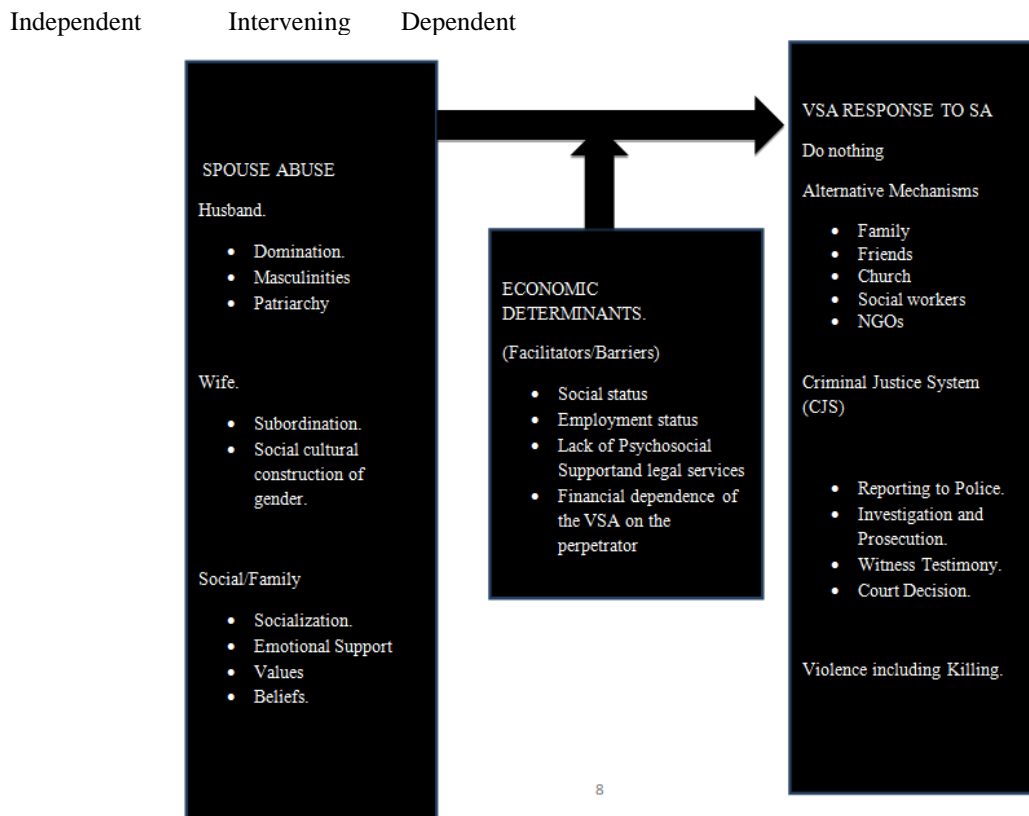 Independent Intervening Dependent
SPOUSE ABUSE
Husband.
• Domination.
• Masculinities
• Patriarchy
Wife.
• Subordination.
• Social cultural
construction of
gender.
Social/Family
• Socialization.
• Emotional Support
• Values
• Beliefs.
ECONOMIC
DETERMINANTS.
(Facilitators/Barriers)
• Social status
• Employment status
• Lack of Psychosocial
Supportand legal services
• Financial dependence of
the VSA on the
perpetrator
VSA RESPONSE TO SA
Do nothing
Alternative Mechanisms
• Family
• Friends
• Church
• Social workers
• NGOs
Criminal Justice System
(CJS)
• Reporting to Police.
• Investigation and
Prosecution.
• Witness Testimony.
• Court Decision.
Violence including Killing.
8